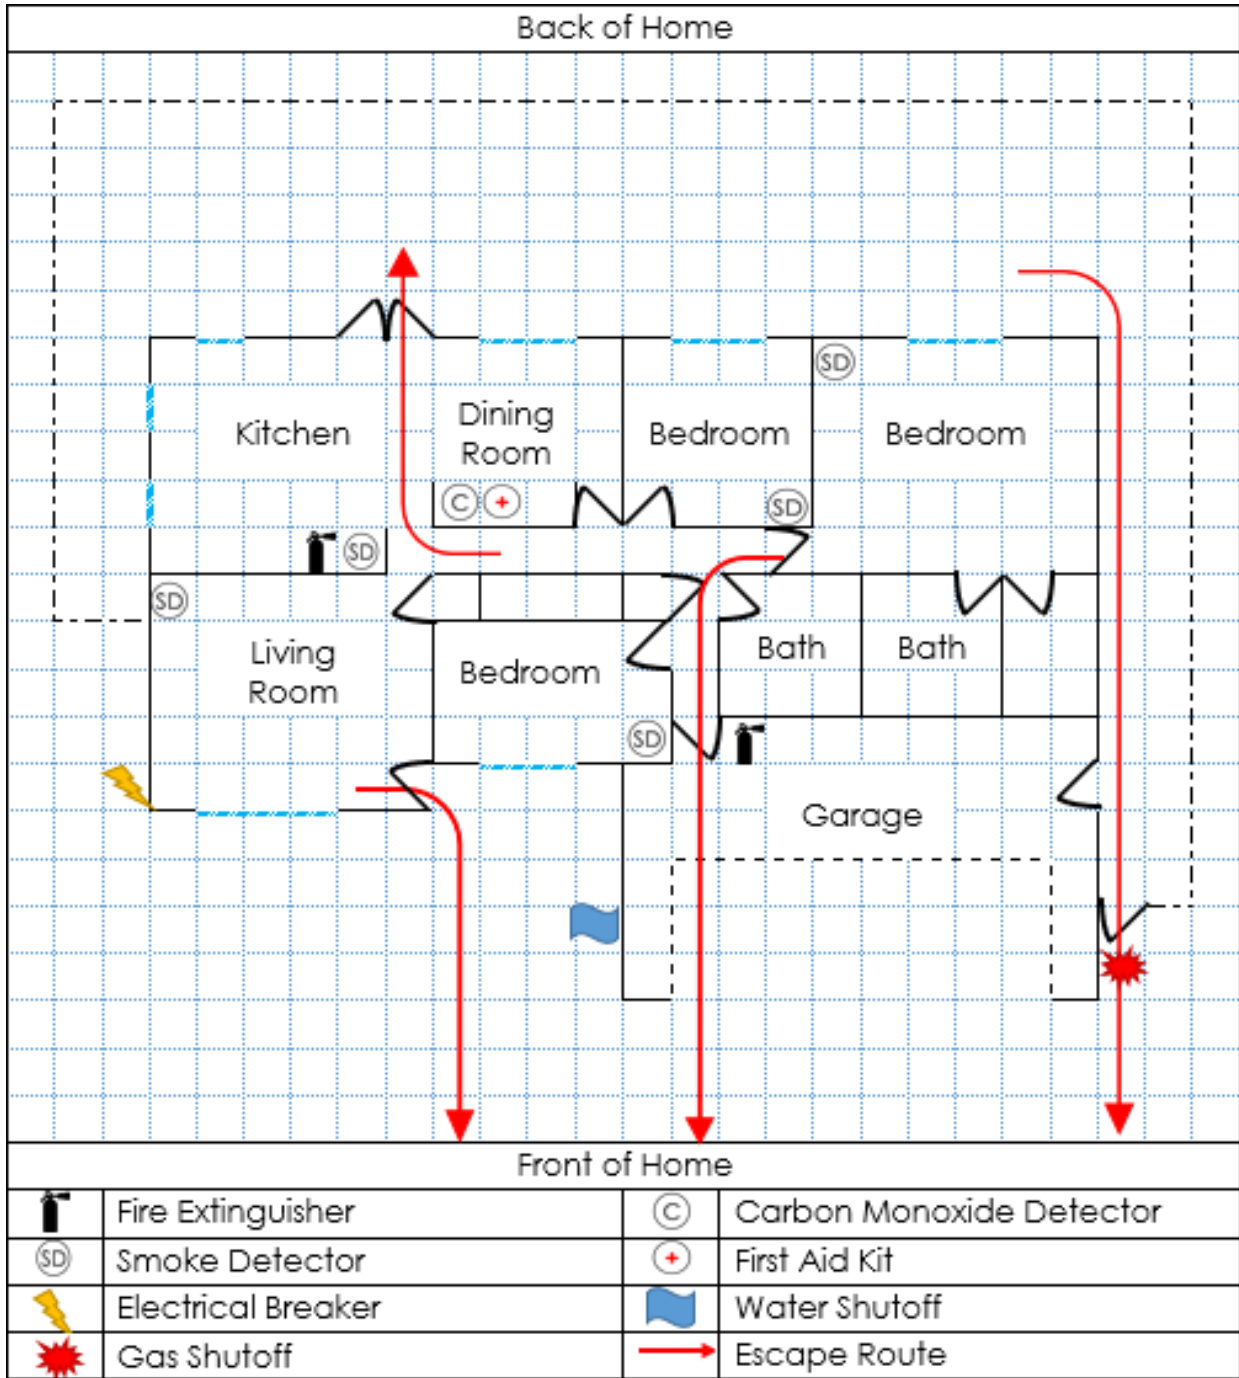 Back of Home
SD
Kitchen
Dining
Room
Bedroom
Bedroom
C
SD
SD
SD
Living
Room
Bedroom
Bath
Bath
SD
Garage
Front of Home
Fire Extinguisher
C
Carbon Monoxide Detector
SD
Smoke Detector
First Aid Kit
Electrical Breaker
Water Shutoff
Gas Shutoff
Escape Route